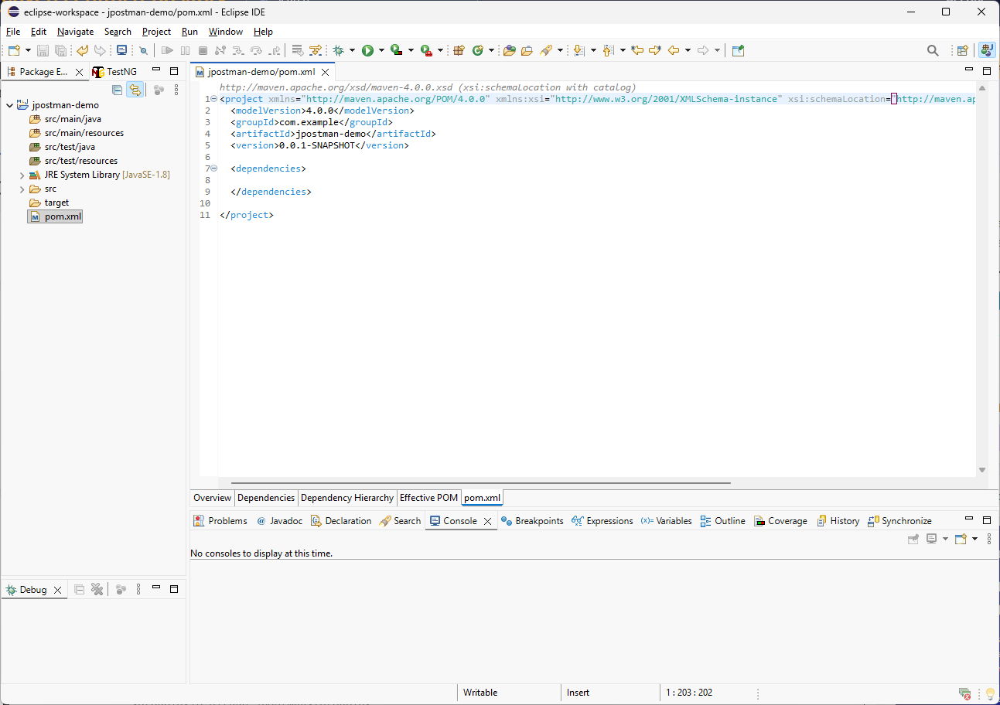 eclipse-workspace - jpostman-demo/pom.xml - Eclipse IDE
File Edit Navigate Search Project Run Window Help
Package E... TestNG
jpostman-demo
src/main/java
src/main/resources
src/test/java
src/test/resources
JRE System Library [JavaSE-1.8]
src
target
pom.xml
jpostman-demo/pom.xml
http://maven.apache.org/xsd/maven-4.0.0.xsd (xsi:schemaLocation with catalog)
1 <project xmlns="http://maven.apache.org/POM/4.0.0" xmlns:xsi="http://www.w3.org/2001/XMLSchema-instance" xsi:schemaLocation="http://maven.ap
2 <modelVersion>4.0.0</modelVersion>
3 <groupId>com.example</groupId>
4 <artifactId>jpostman-demo</artifactId>
5 <version>0.0.1-SNAPSHOT</version>
6
7 <dependencies>
8
9 </dependencies>
10
11 </project>
Overview Dependencies Dependency Hierarchy Effective POM pom.xml
Problems Javadoc Declaration Search Console Breakpoints Expressions Variables Outline Coverage History Synchronize
No consoles to display at this time.
Debug
Writable Insert 1 : 203 : 202